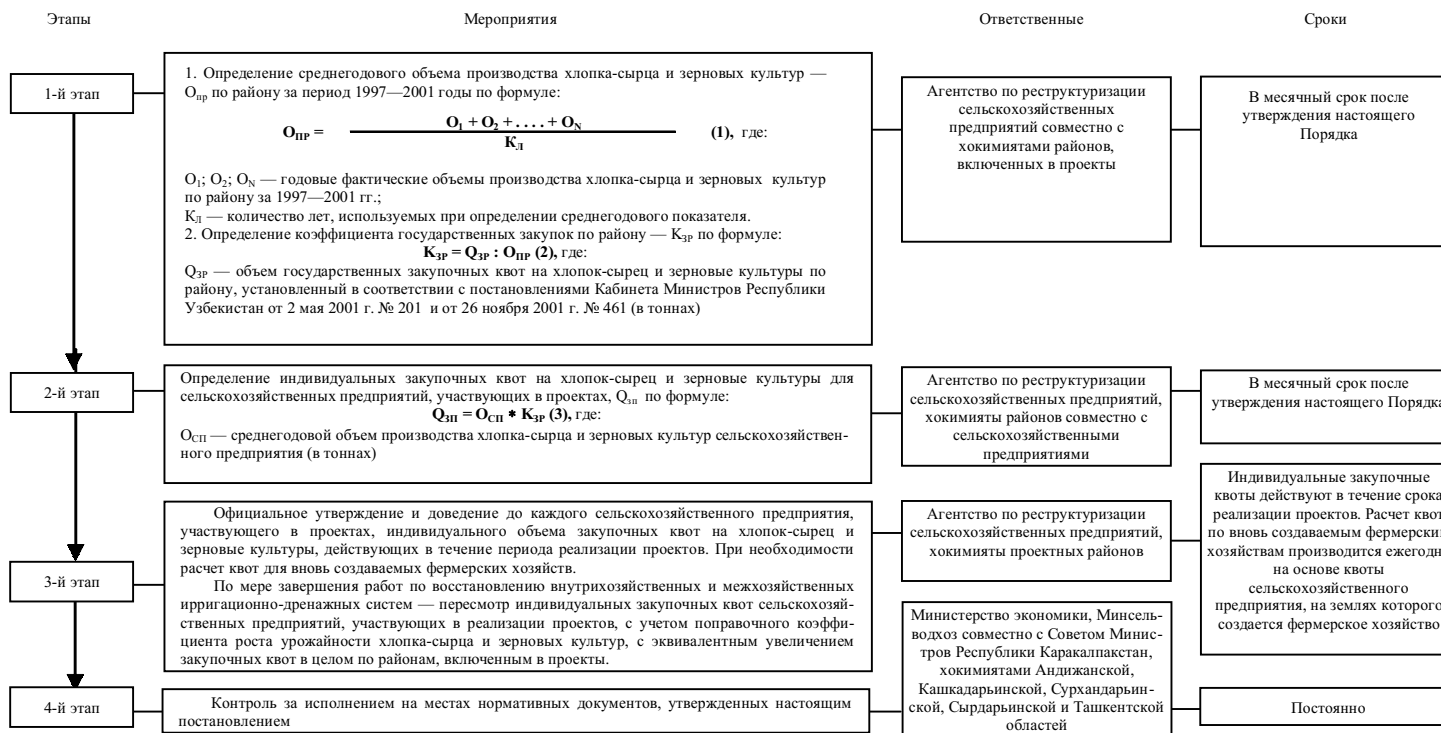 Этапы
Мероприятия
Ответственные
Сроки
1-й этап
1. Определение среднегодового объема производства хлопка-сырца и зерновых культур —
Oпр по району за период 1997—2001 годы по формуле:
OПР = O1 + O2 + . . . . + ON (1), где:
КЛ
O1; O2; ON — годовые фактические объемы производства хлопка-сырца и зерновых культур
по району за 1997—2001 гг.;
КЛ — количество лет, используемых при определении среднегодового показателя.
2. Определение коэффициента государственных закупок по району — КЗР по формуле:
КЗР = QЗР : OПР (2), где:
QЗР — объем государственных закупочных квот на хлопок-сырец и зерновые культуры по
району, установленный в соответствии с постановлениями Кабинета Министров Республики
Узбекистан от 2 мая 2001 г. № 201 и от 26 ноября 2001 г. № 461 (в тоннах)
Агентство по реструктуризации
сельскохозяйственных
предприятий совместно с
хокимиятами районов,
включенных в проекты
В месячный срок после
утверждения настоящего
Порядка
2-й этап
Определение индивидуальных закупочных квот на хлопок-сырец и зерновые культуры для
сельскохозяйственных предприятий, участвующих в проектах, Qзп по формуле:
QЗП = OСП * КЗР (3), где:
OСП — среднегодовой объем производства хлопка-сырца и зерновых культур сельскохозяйствен-
ного предприятия (в тоннах)
Агентство по реструктуризации
сельскохозяйственных предприятий,
хокимияты районов совместно с
сельскохозяйственными
предприятиями
В месячный срок после
утверждения настоящего Порядка
3-й этап
Официальное утверждение и доведение до каждого сельскохозяйственного предприятия,
участвующего в проектах, индивидуального объема закупочных квот на хлопок-сырец и
зерновые культуры, действующих в течение периода реализации проектов. При необходимости
расчет квот для вновь создаваемых фермерских хозяйств.
По мере завершения работ по восстановлению внутрихозяйственных и межхозяйственных
ирригационно-дренажных систем — пересмотр индивидуальных закупочных квот сельскохозяй-
ственных предприятий, участвующих в реализации проектов, с учетом поправочного коэффи-
циента роста урожайности хлопка-сырца и зерновых культур, с эквивалентным увеличением
закупочных квот в целом по районам, включенным в проекты.
Агентство по реструктуризации
сельскохозяйственных предприятий,
хокимияты проектных районов
Индивидуальные закупочные
квоты действуют в течение срока
реализации проектов. Расчет квот
по вновь создаваемым фермерски
хозяйствам производится ежегодн
на основе квоты
сельскохозяйственного
предприятия, на землях которого
создается фермерское хозяйство
4-й этап
Контроль за исполнением на местах нормативных документов, утвержденных настоящим
постановлением
Министерство экономики, Минсель-
водхоз совместно с Советом Минис-
тров Республики Каракалпакстан,
хокимиятами Андижанской,
Кашкадарьинской, Сурхандарьин-
ской, Сырдарьинской и Ташкентской
областей
Постоянно